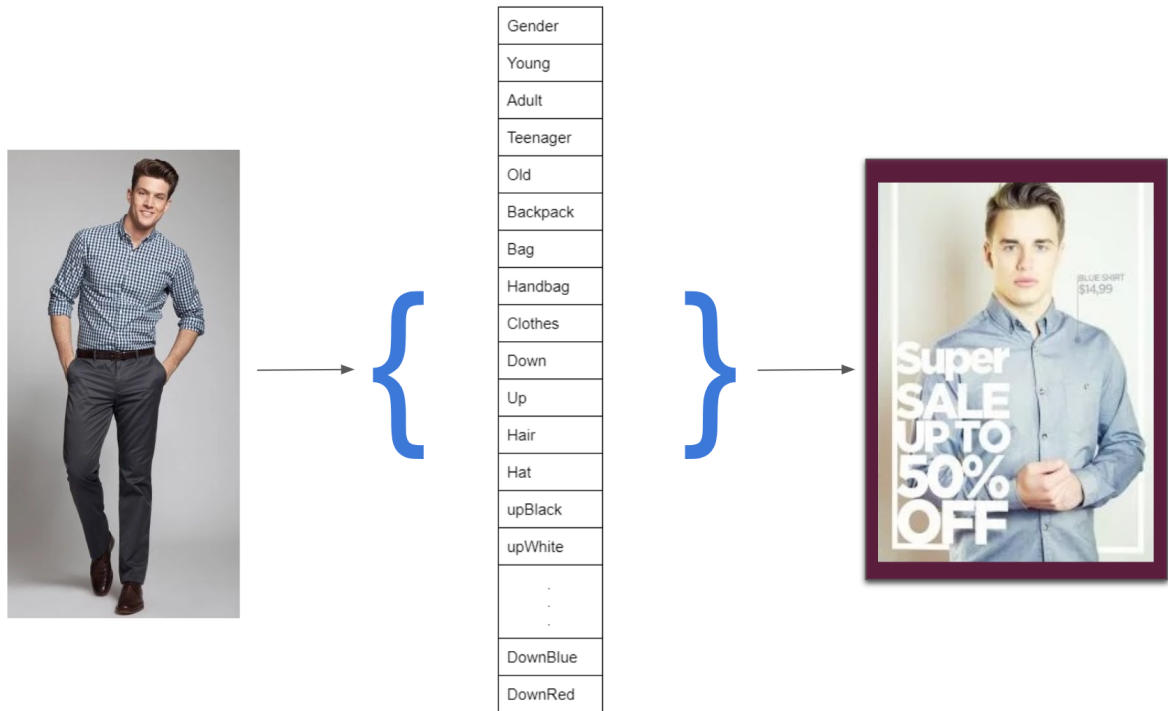 Gender
Young
Adult
Teenager
Old
Backpack
Bag
Handbag
Clothes
Down
Up
Hair
Hat
upBlack
upWhite
.
.
.
DownBlue
DownRed
{
}
BLUE SHIRT
$14,99
Super
SALE
UP TO
50%
OFF